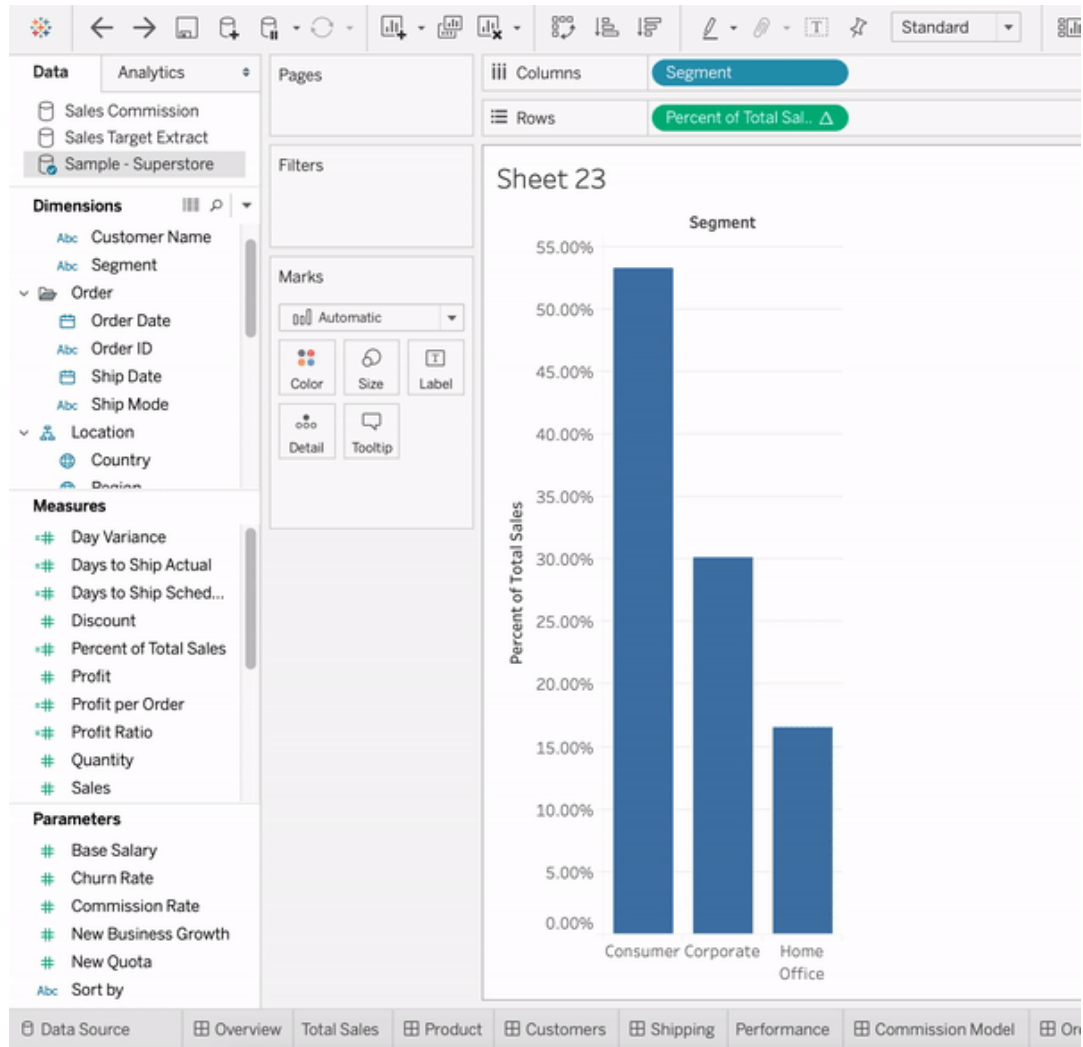 Standard
Data
Analytics
Sales Commission
Sales Target Extract
Sample - Superstore
Dimensions
Abc Customer Name
Abc Segment
Order
Order Date
Abc Order ID
Ship Date
Abc Ship Mode
Location
Country
Region
Measures
Day Variance
Days to Ship Actual
Days to Ship Sched...
Discount
Percent of Total Sales
Profit
Profit per Order
Profit Ratio
Quantity
Sales
Parameters
Base Salary
Churn Rate
Commission Rate
New Business Growth
New Quota
Abc Sort by
Pages
Filters
Marks
Automatic
Color Size Label
Detail Tooltip
Columns Segment
Rows Percent of Total Sal.. Δ
Sheet 23
Segment
Percent of Total Sales
55.00%
50.00%
45.00%
40.00%
35.00%
30.00%
25.00%
20.00%
15.00%
10.00%
5.00%
0.00%
Consumer Corporate Home
Office
Data Source Overview Total Sales Product Customers Shipping Performance Commission Model